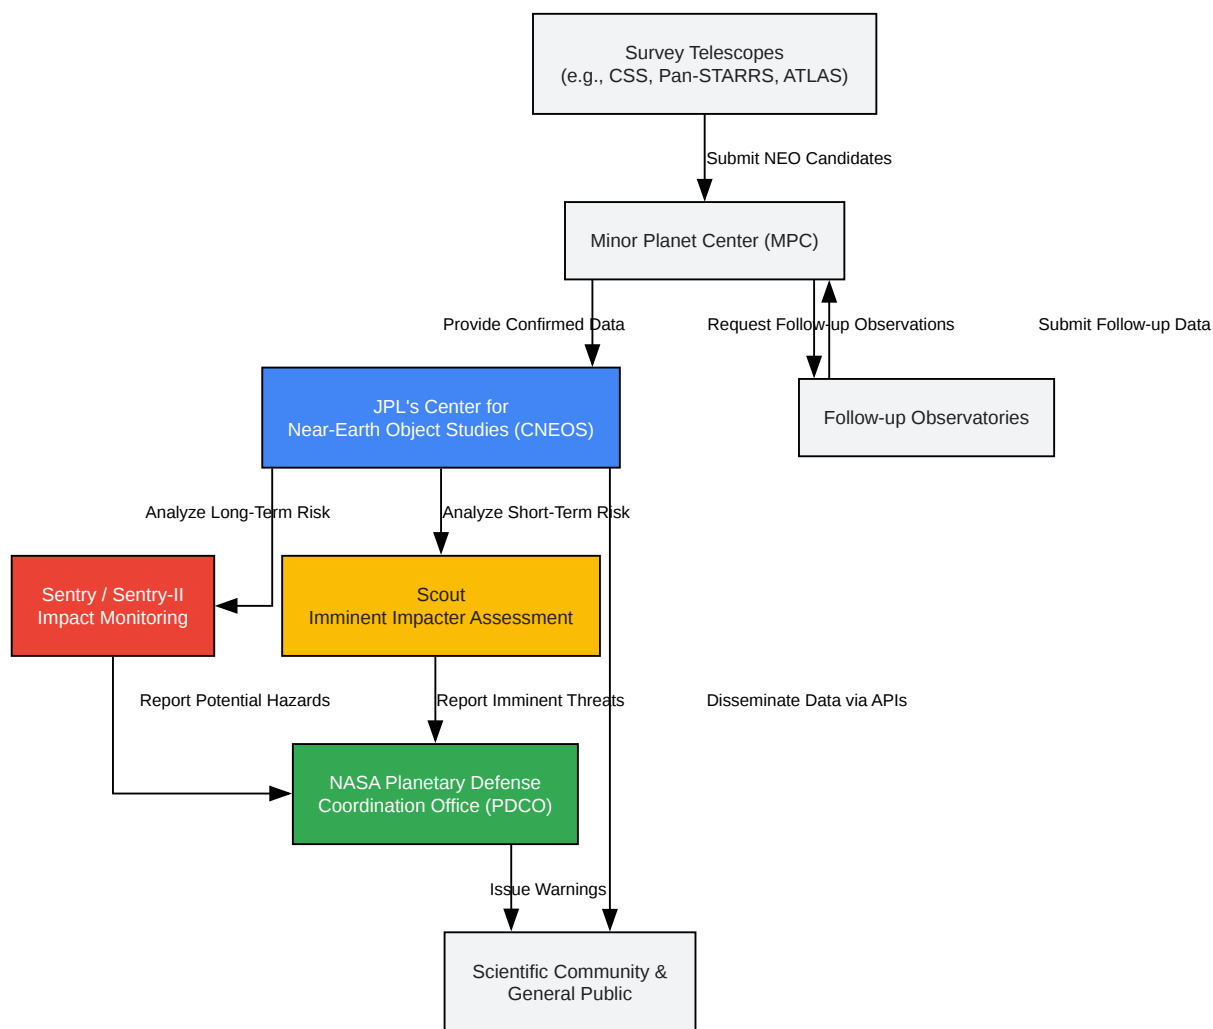 Survey Telescopes
(e.g., CSS, Pan-STARRS, ATLAS)
Submit NEO Candidates
Minor Planet Center (MPC)
Provide Confirmed Data
Request Follow-up Observations
Submit Follow-up Data
JPL's Center for
Near-Earth Object Studies (CNEOS)
Follow-up Observatories
Analyze Long-Term Risk
Analyze Short-Term Risk
Sentry / Sentry-II
Impact Monitoring
Scout
Imminent Impacter Assessment
Report Potential Hazards
Report Imminent Threats
Disseminate Data via APIs
NASA Planetary Defense
Coordination Office (PDCO)
Issue Warnings
Scientific Community &
General Public